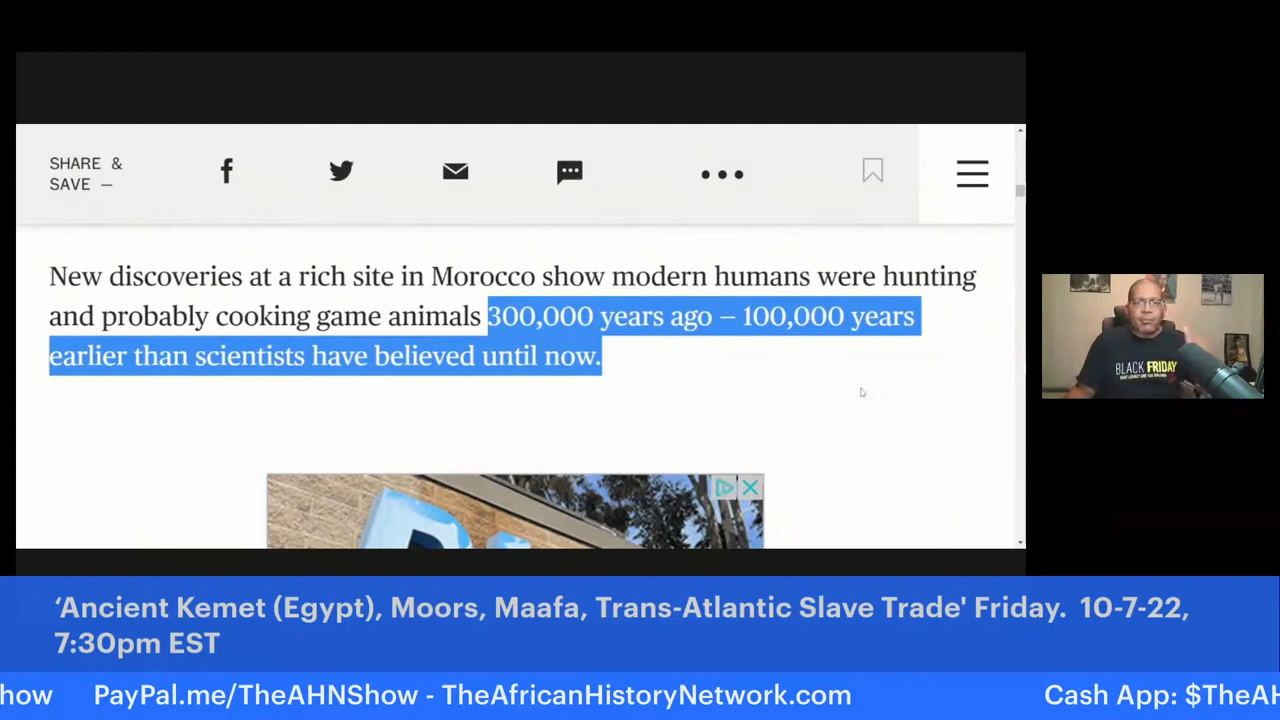 SHARE &
SAVE —
New discoveries at a rich site in Morocco show modern humans were hunting
and probably cooking game animals 300,000 years ago – 100,000 years
earlier than scientists have believed until now.
BLACK FRIDAY
‘Ancient Kemet (Egypt), Moors, Maafa, Trans-Atlantic Slave Trade' Friday.  10-7-22,
7:30pm EST
how PayPal.me/TheAHNShow - TheAfricanHistoryNetwork.com Cash App: $TheAH